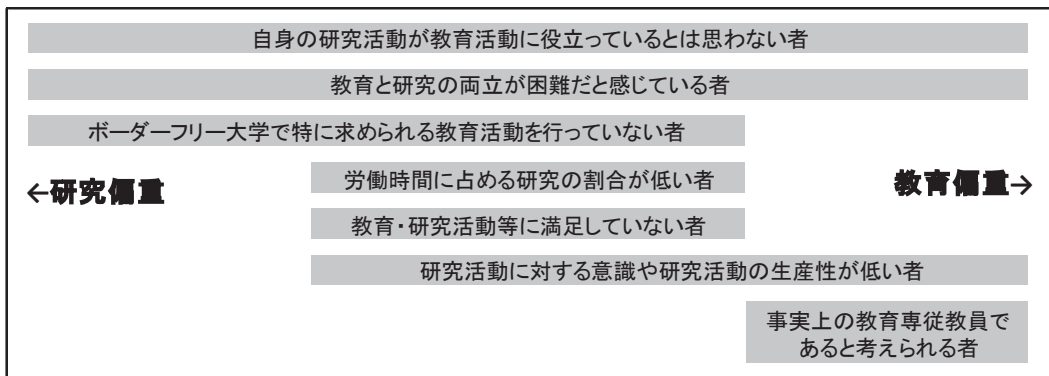 自身の研究活動が教育活動に役立っているとは思わない者
教育と研究の両立が困難だと感じている者
ボーダーフリー大学で特に求められる教育活動を行っていない者
←研究偏重
労働時間に占める研究の割合が低い者
教育偏重→
教育・研究活動等に満足していない者
研究活動に対する意識や研究活動の生産性が低い者
事実上の教育専従教員で
あると考えられる者